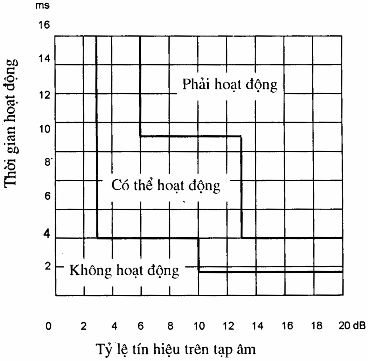 ms
16
14
12
10
8
6
4
2
Thời gian hoạt động
Phải hoạt động
Có thể hoạt động
Không hoạt động
0 2 4 6 8 10 12 14 16 18 20 dB
Tỷ lệ tín hiệu trên tạp âm